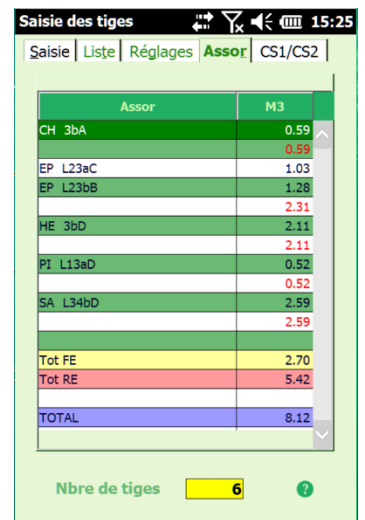 Saisie des tiges 15:25
Saisie Liste Réglages Assor CS1/CS2
Assor M3
CH 3bA 0.59
0.59
EP L23aC 1.03
EP L23bB 1.28
2.31
HE 3bD 2.11
2.11
PI L13aD 0.52
0.52
SA L34bD 2.59
2.59
Tot FE 2.70
Tot RE 5.42
TOTAL 8.12
Nbre de tiges 6 ?